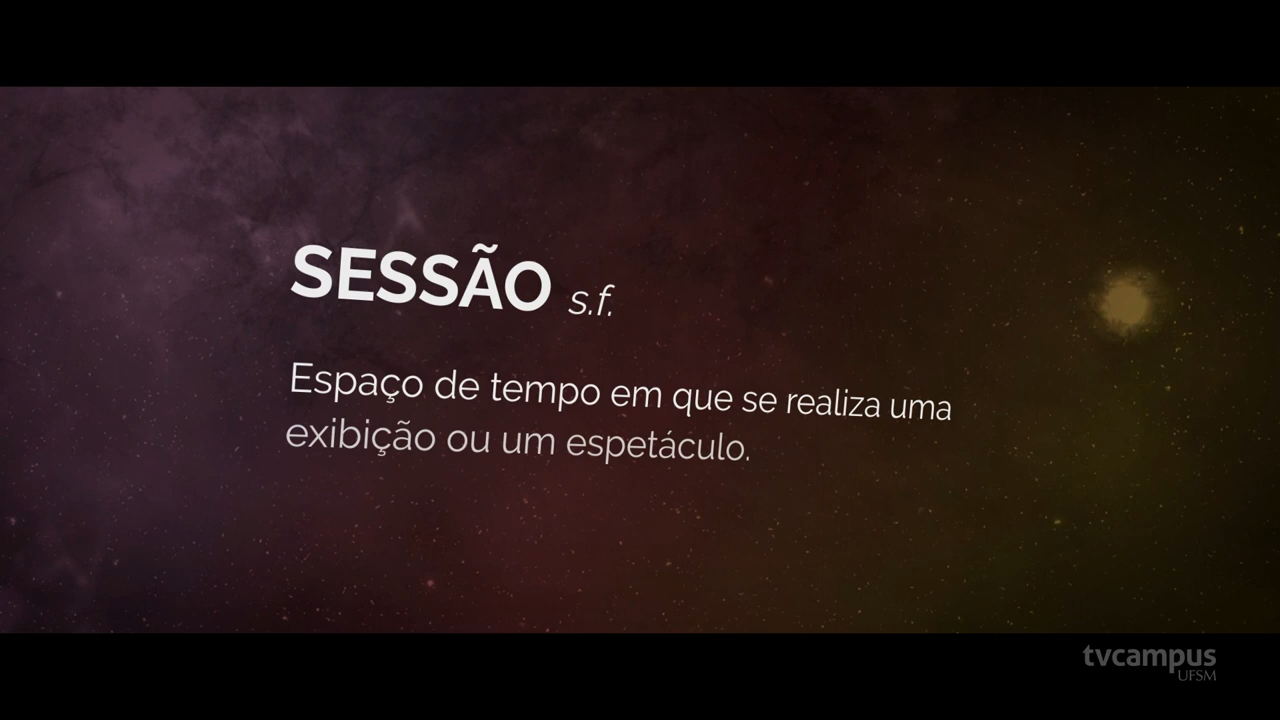 SESSÃO s.f.
Espaço de tempo em que se realiza uma
exibição ou um espetáculo.
tvcampus
UFSM